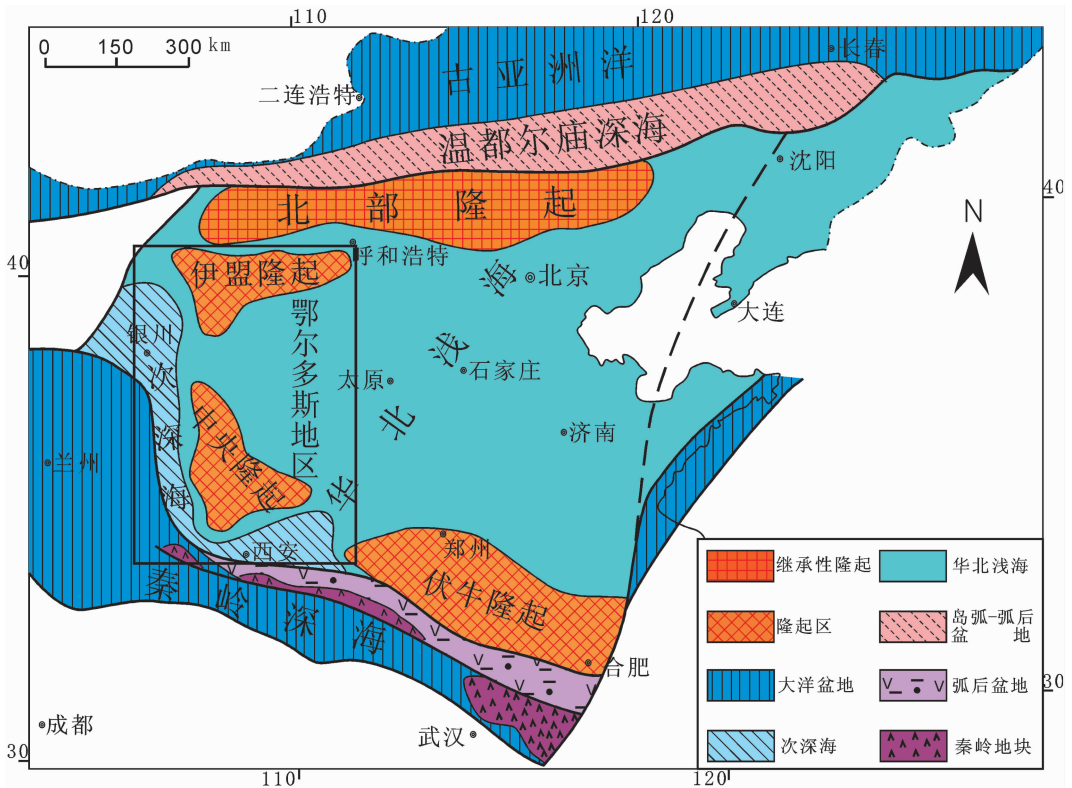 110
120
0 150 300 km
古亚洲洋
长春
二连浩特
温都尔庙深海
沈阳
40
北部隆起
N
呼和浩特
伊盟隆起
海
北京
40
鄂尔多斯地区
大连
银川
浅
石家庄
太原
次深海
北
济南
中央隆起
兰州
华
西安
郑州
秦岭深海
伏牛隆起
合肥
成都
武汉
继承性隆起
华北浅海
隆起区
岛弧-弧后
盆地
大洋盆地
弧后盆地
30
次深海
秦岭地块
30
110
120